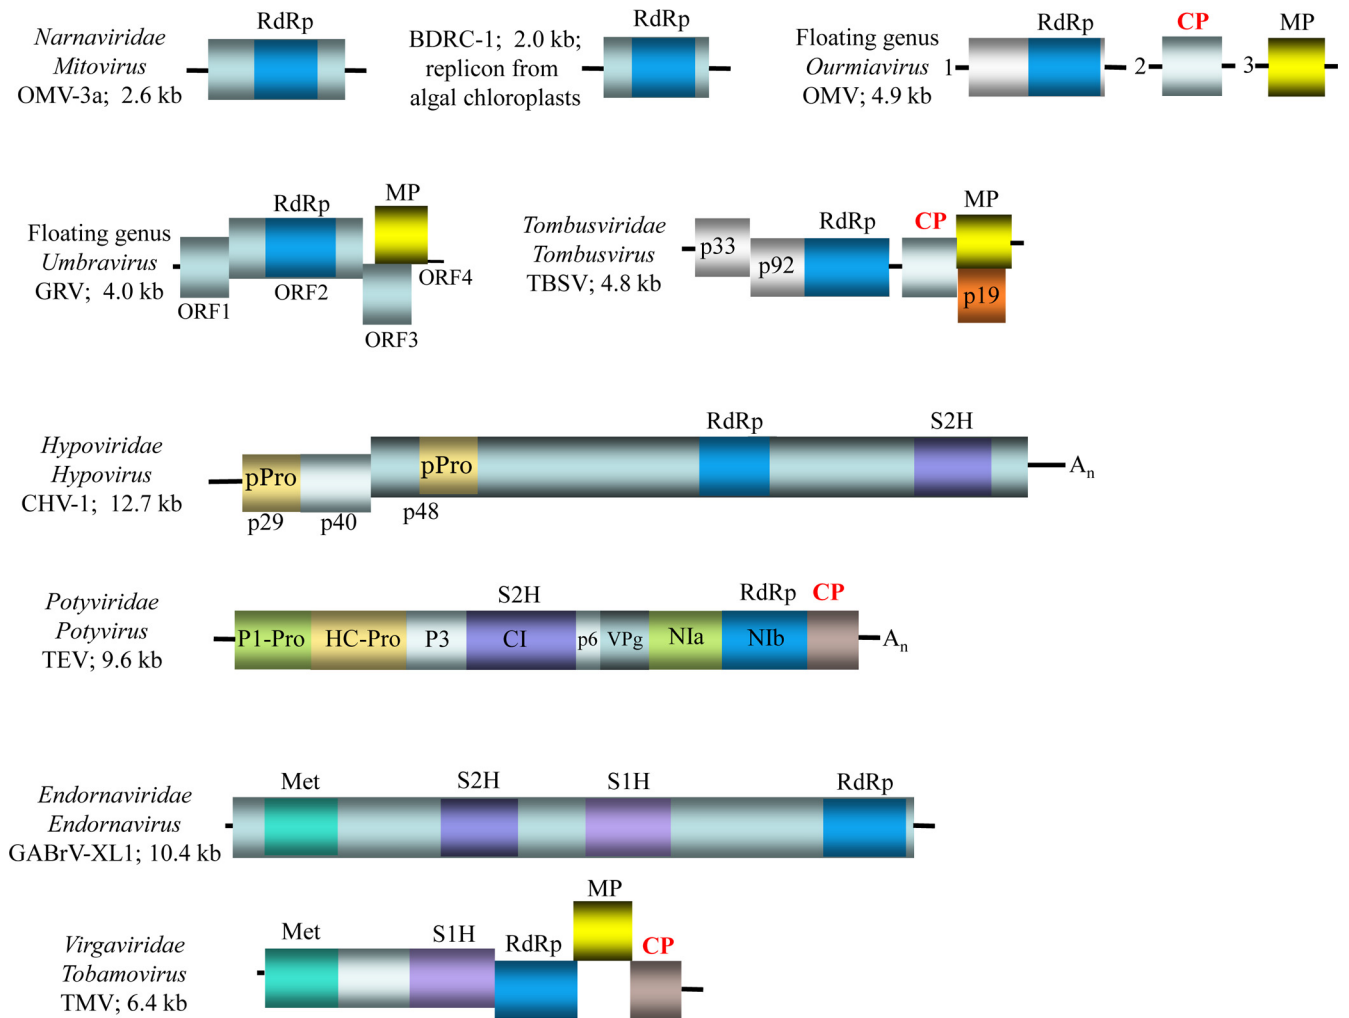 Narnaviridae
Mitovirus
OMV-3a; 2.6 kb
RdRp
BDRC-1; 2.0 kb;
replicon from
algal chloroplasts
RdRp
Floating genus
Ourmiavirus
OMV; 4.9 kb
1
RdRp
2
CP
3
MP
Floating genus
Umbravirus
GRV; 4.0 kb
ORF1
RdRp
ORF2
MP
ORF3
ORF4
Tombusviridae
Tombusvirus
TBSV; 4.8 kb
p33
p92
RdRp
CP
MP
p19
Hypoviridae
Hypovirus
CHV-1; 12.7 kb
pPro
p29
p40
pPro
p48
RdRp
S2H
An
Potyviridae
Potyvirus
TEV; 9.6 kb
S2H
RdRp
CP
P1-Pro
HC-Pro
P3
CI
p6
VPg
NIa
NIb
An
Endornaviridae
Endornavirus
GABrV-XL1; 10.4 kb
Met
S2H
S1H
RdRp
Virgaviridae
Tobamovirus
TMV; 6.4 kb
Met
S1H
RdRp
MP
CP